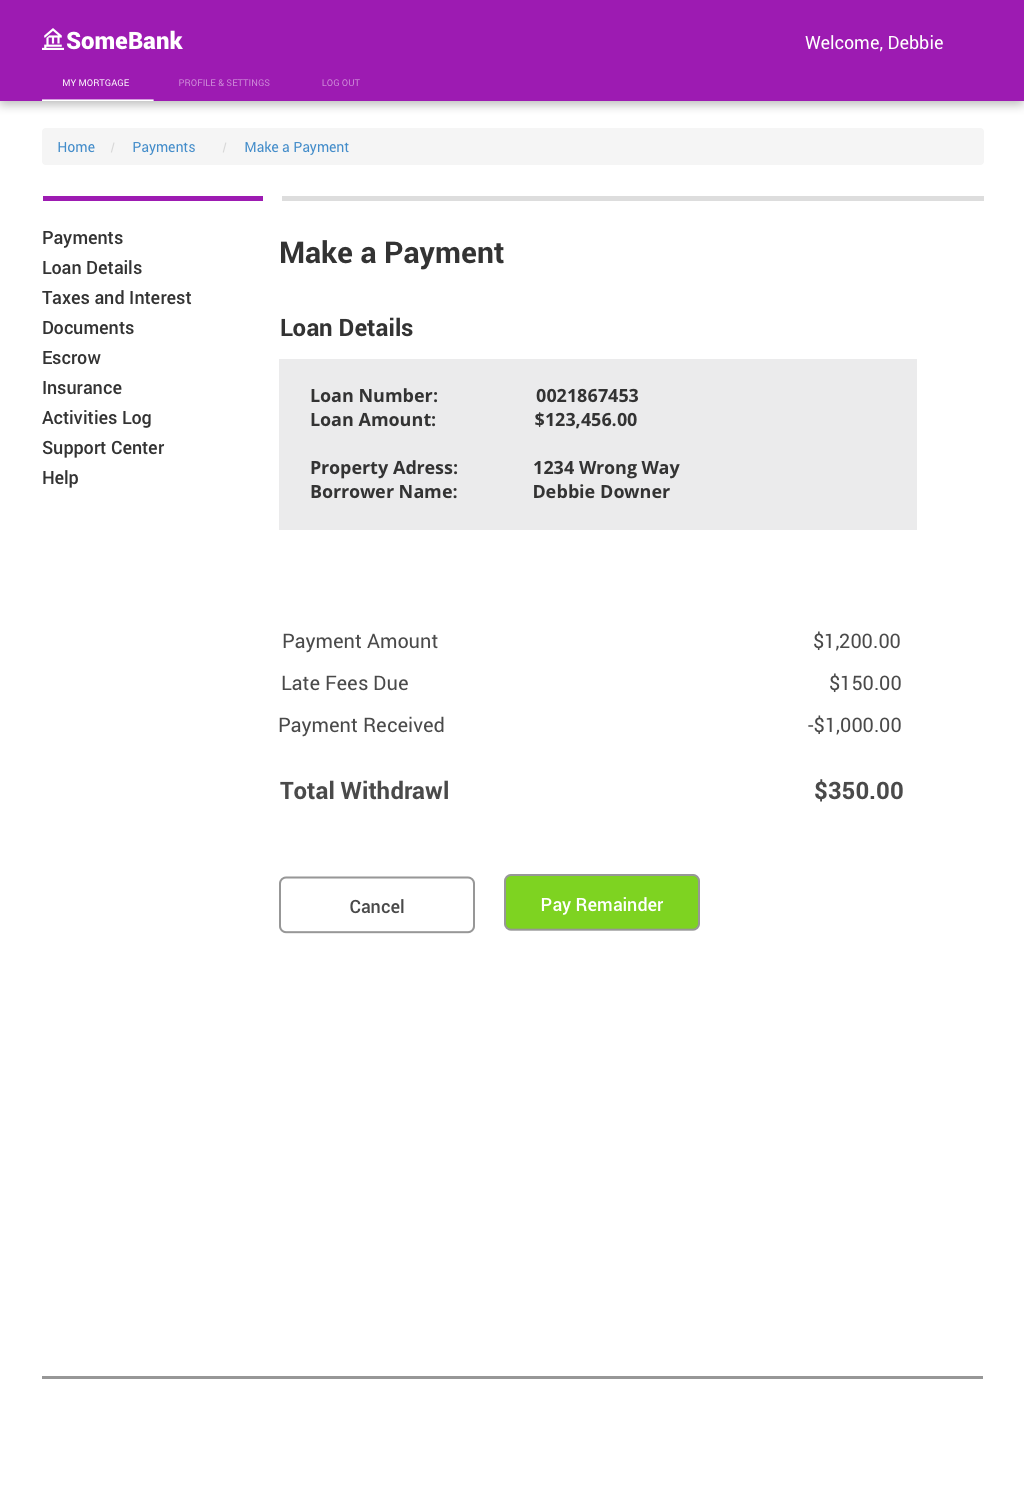 SomeBank
Welcome, Debbie
MY MORTGAGE PROFILE & SETTINGS LOG OUT
Home / Payments / Make a Payment
Payments
Loan Details
Taxes and Interest
Documents
Escrow
Insurance
Activities Log
Support Center
Help
Make a Payment
Loan Details
Loan Number: 0021867453
Loan Amount: $123,456.00
Property Adress: 1234 Wrong Way
Borrower Name: Debbie Downer
Payment Amount $1,200.00
Late Fees Due $150.00
Payment Received -$1,000.00
Total Withdrawl $350.00
Cancel Pay Remainder